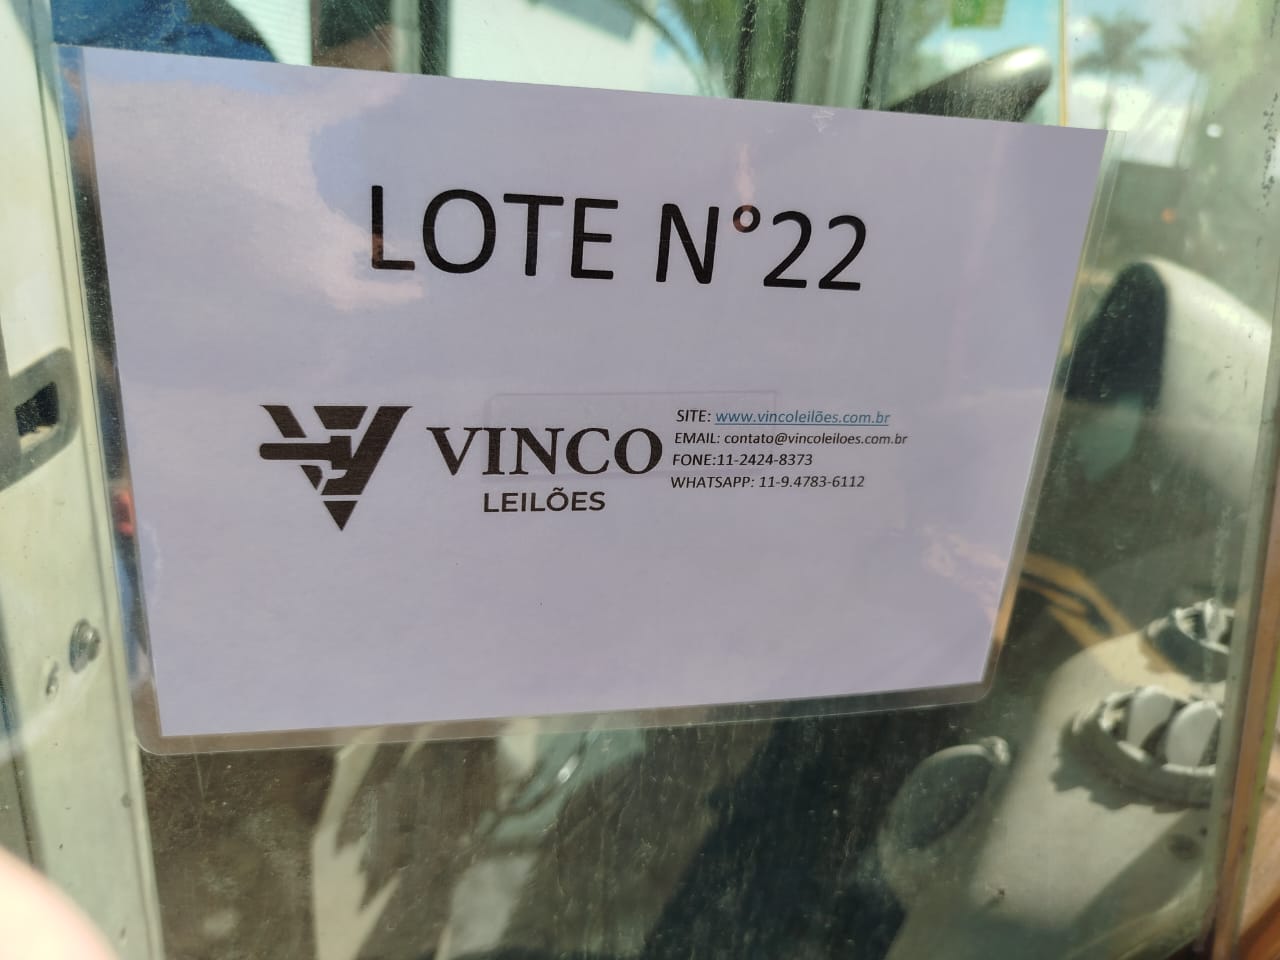 LOTE N°22
VINCO
LEILÕES
SITE: www.vincoleilões.com.br
EMAIL: contato@vincoleiloes.com.br
FONE:11-2424-8373
WHATSAPP: 11-9.4783-6112